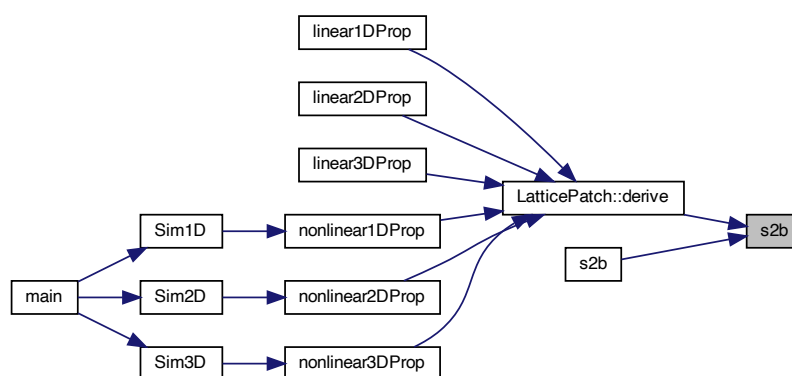 linear1DProp
linear2DProp
linear3DProp
LatticePatch::derive
Sim1D
nonlinear1DProp
s2b
s2b
main
Sim2D
nonlinear2DProp
Sim3D
nonlinear3DProp